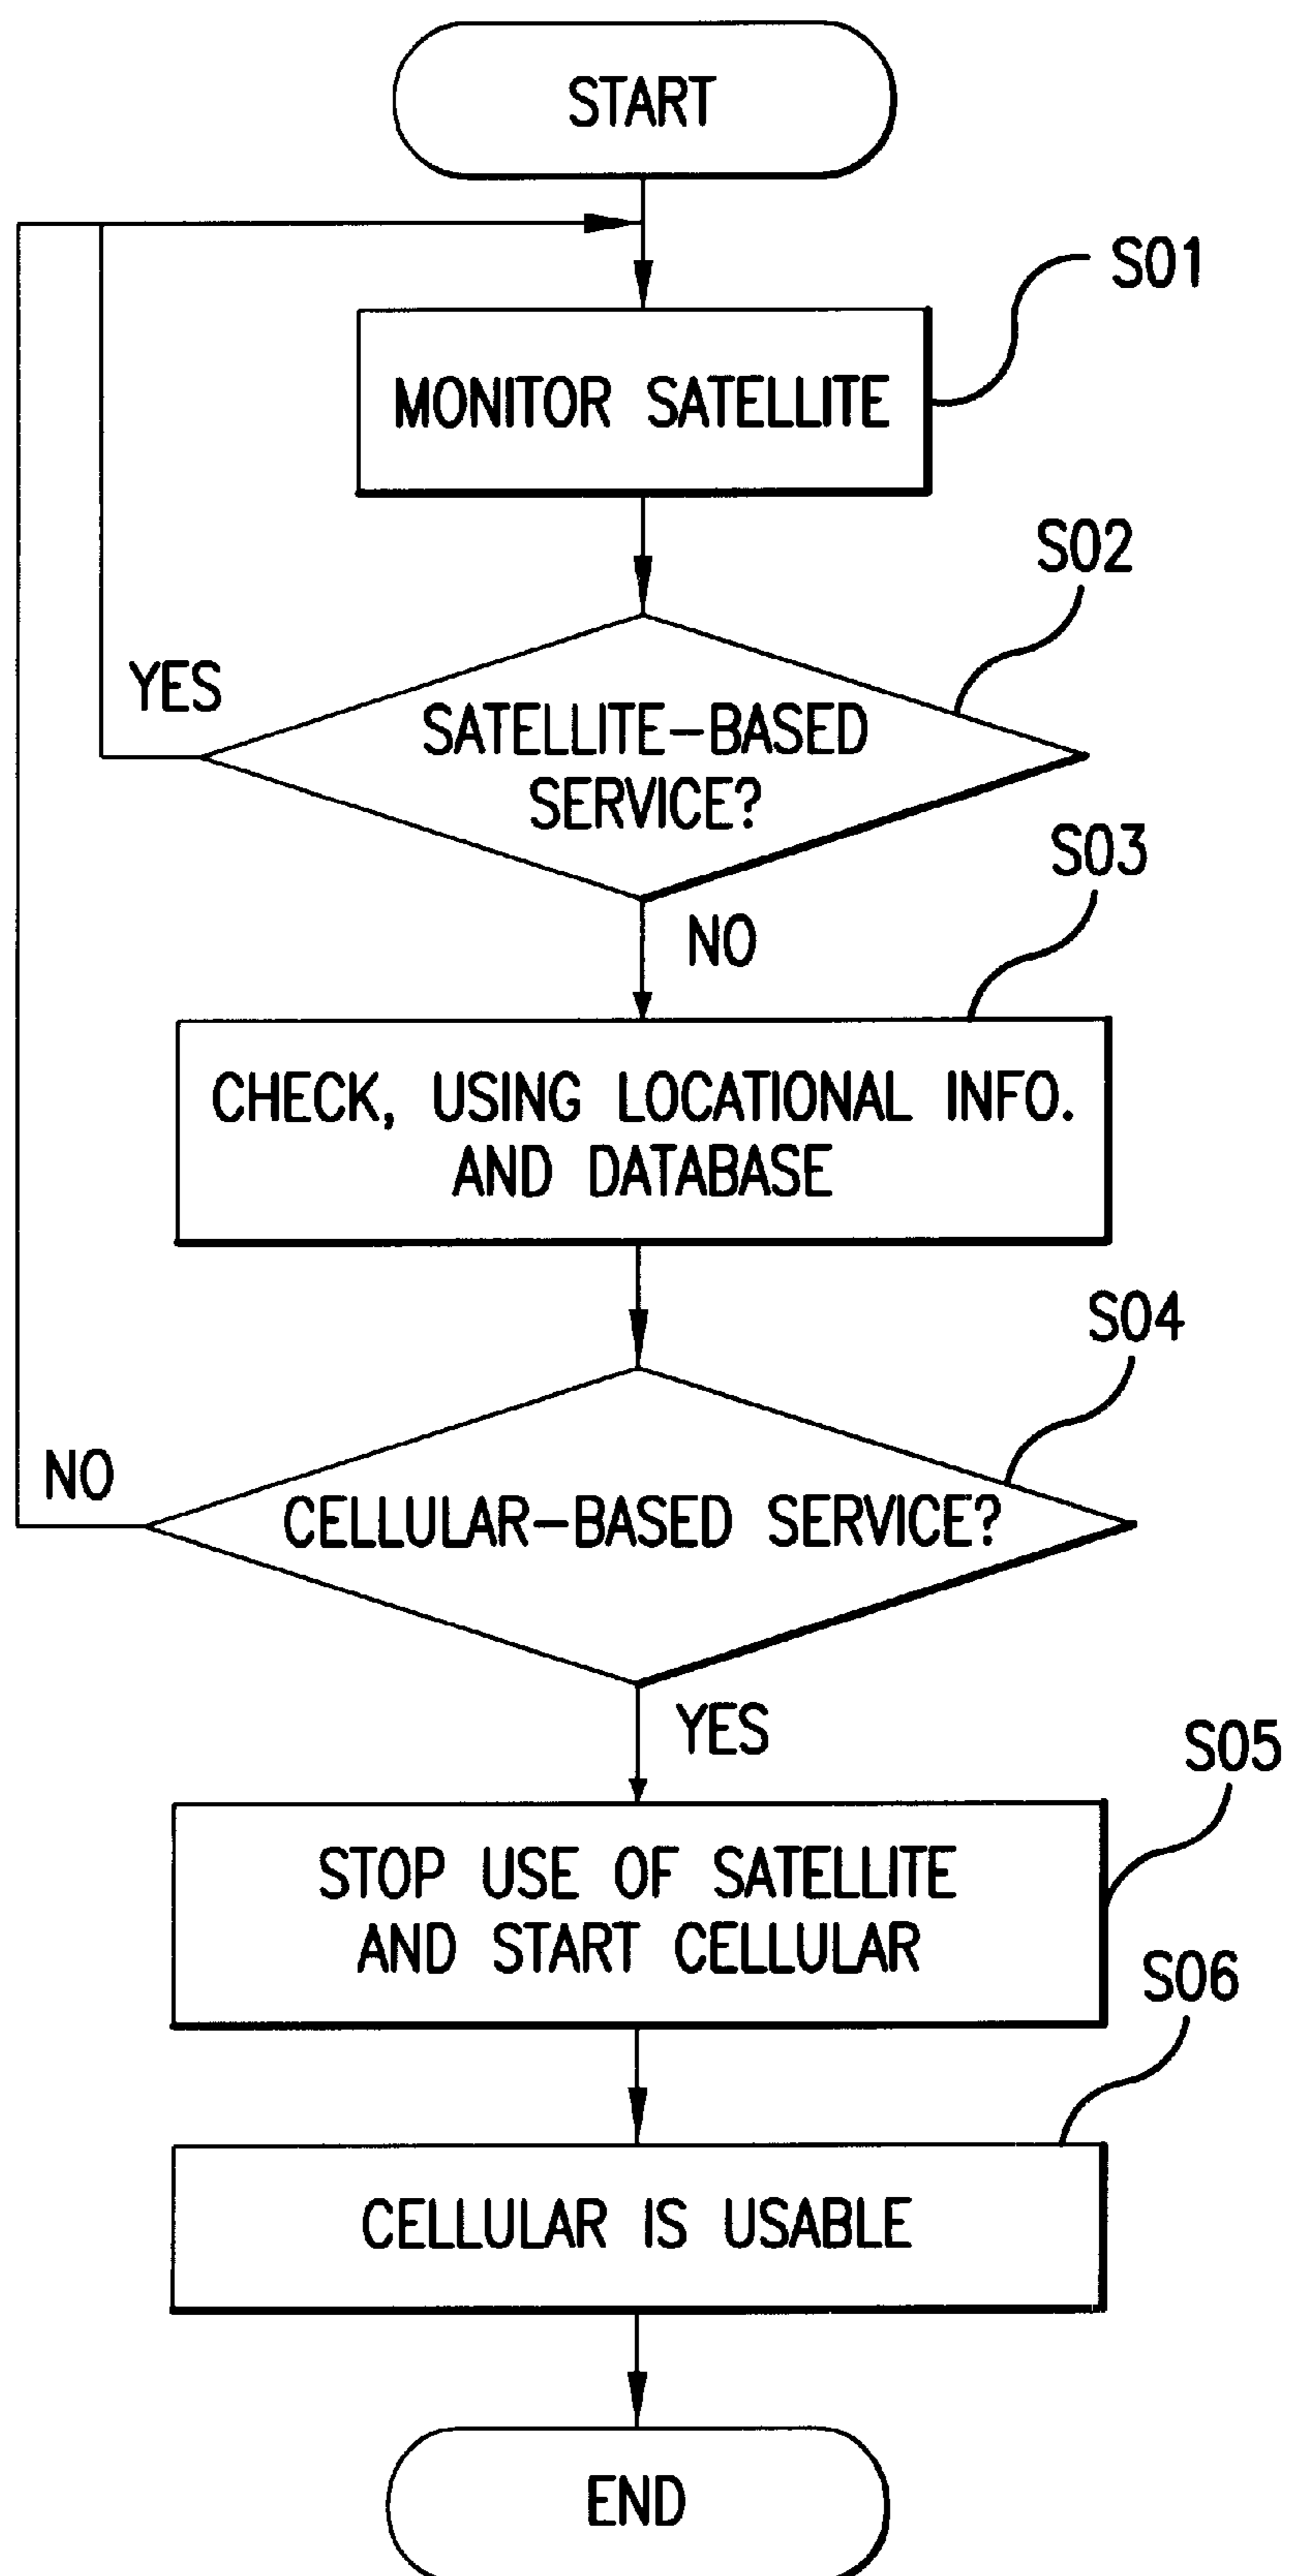 START
S01
MONITOR SATELLITE
S02
YES
SATELLITE-BASED
SERVICE?
S03
NO
CHECK, USING LOCATIONAL INFO.
AND DATABASE
S04
NO
CELLULAR-BASED SERVICE?
YES
S05
STOP USE OF SATELLITE
AND START CELLULAR
S06
CELLULAR IS USABLE
END